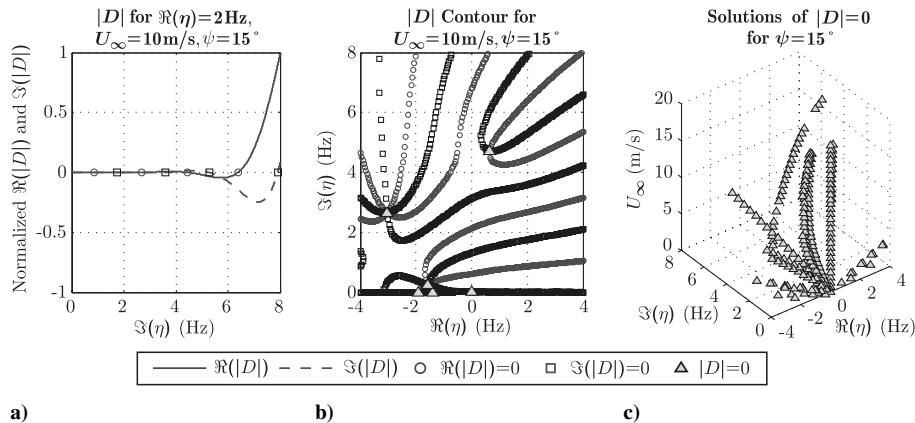 |D| for ℜ(η)=2Hz,
U∞=10m/s,ψ=15°
Normalized ℜ(|D|) and ℑ(|D|)
1
0.5
0
-0.5
-1
0 2 4 6 8
ℑ(η) (Hz)
|D| Contour for
U∞=10m/s,ψ=15°
ℑ(η) (Hz)
8
6
4
2
0
-4 -2 0 2 4
ℜ(η) (Hz)
Solutions of |D|=0
for ψ=15°
U∞ (m/s)
20
15
10
5
0
8
6
4
2
0
ℑ(η) (Hz)
-4 -2 0 2 4
ℜ(η) (Hz)
ℜ(|D|) ℑ(|D|) ℜ(|D|)=0 ℑ(|D|)=0 |D|=0
a) b) c)